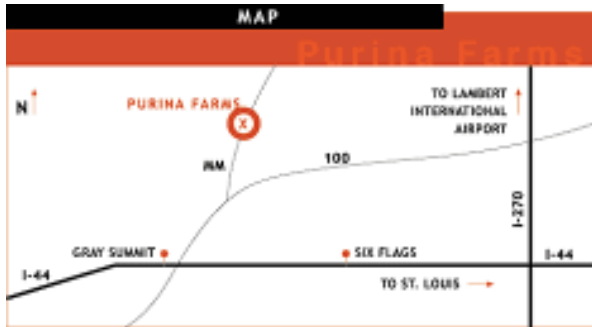 MAP
Purina Farms
N
PURINA FARMS
X
TO LAMBERT
INTERNATIONAL
AIRPORT
MM
100
I-270
GRAY SUMMIT
SIX FLAGS
I-44
I-44
TO ST. LOUIS